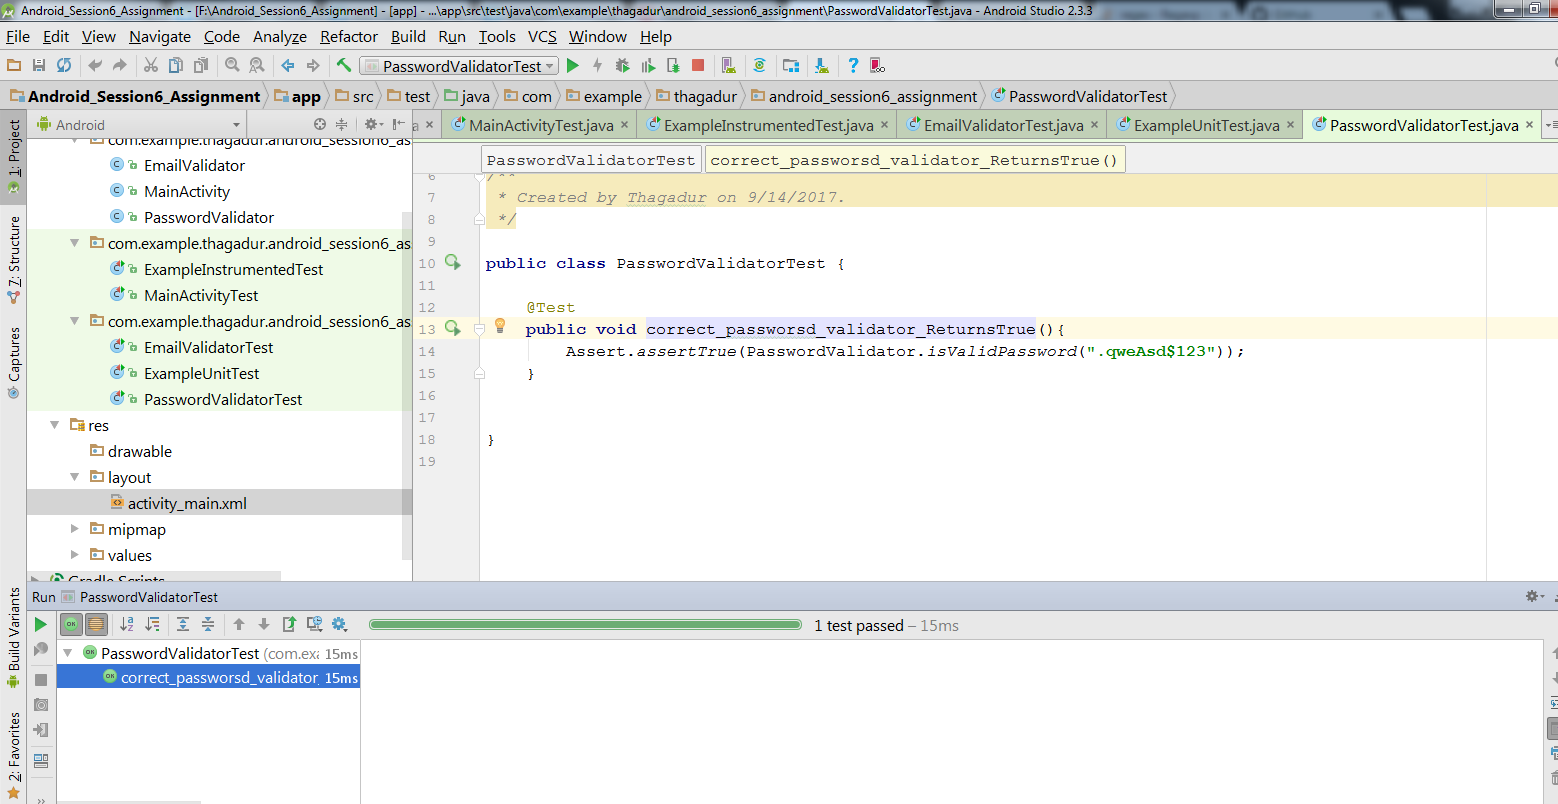 Android_Session6_Assignment - [F:\Android_Session6_Assignment] - [app] - ...\app\src\test\java\com\example\thagadur\android_session6_assignment\PasswordValidatorTest.java - Android Studio 2.3.3
File Edit View Navigate Code Analyze Refactor Build Run Tools VCS Window Help
PasswordValidatorTest
Android_Session6_Assignment app src test java com example thagadur android_session6_assignment PasswordValidatorTest
Android
a MainActivityTest.java ExampleInstrumentedTest.java EmailValidatorTest.java ExampleUnitTest.java PasswordValidatorTest.java
PasswordValidatorTest correct_passworsd_validator_ReturnsTrue()
1: Project
7: Structure
Captures
Build Variants
2: Favorites
com.example.thagadur.android_session6_as
EmailValidator
MainActivity
PasswordValidator
com.example.thagadur.android_session6_as
ExampleInstrumentedTest
MainActivityTest
com.example.thagadur.android_session6_as
EmailValidatorTest
ExampleUnitTest
PasswordValidatorTest
res
drawable
layout
activity_main.xml
mipmap
values
Gradle Scripts
6 /**
7 * Created by Thagadur on 9/14/2017.
8 */
9
10 public class PasswordValidatorTest {
11
12 @Test
13 public void correct_passworsd_validator_ReturnsTrue(){
14 Assert.assertTrue(PasswordValidator.isValidPassword(".qweAsd$123"));
15 }
16
17
18 }
19
Run PasswordValidatorTest
1 test passed – 15ms
PasswordValidatorTest (com.exa 15ms
correct_passworsd_validator_ 15ms